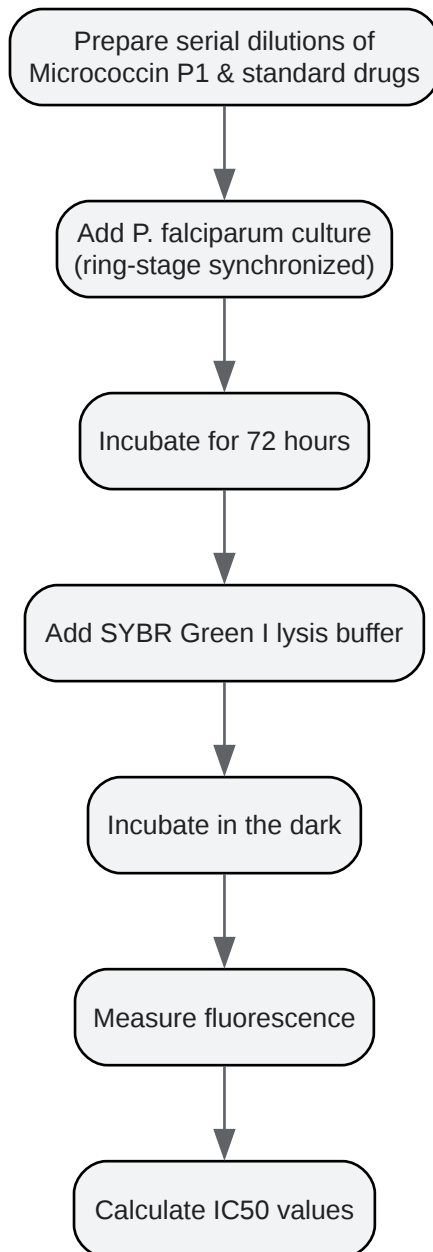 Prepare serial dilutions of
Micrococcin P1 & standard drugs
Add P. falciparum culture
(ring-stage synchronized)
Incubate for 72 hours
Add SYBR Green I lysis buffer
Incubate in the dark
Measure fluorescence
Calculate IC50 values